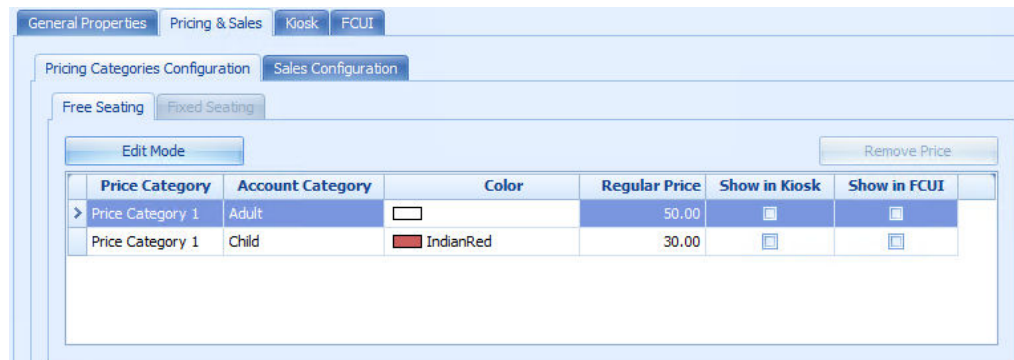 General Properties Pricing & Sales Kiosk FCUI
Pricing Categories Configuration Sales Configuration
Free Seating Fixed Seating
Edit Mode Remove Price
Price Category Account Category Color Regular Price Show in Kiosk Show in FCUI
Price Category 1 Adult 50.00
Price Category 1 Child IndianRed 30.00